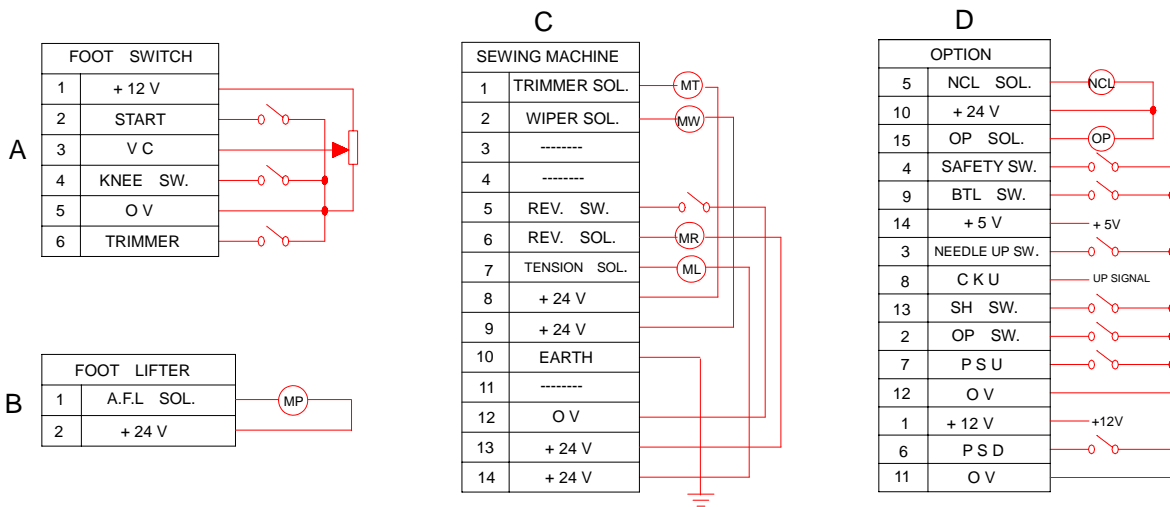 A
FOOT SWITCH
1 + 12 V
2 START
3 V C
4 KNEE SW.
5 O V
6 TRIMMER
B
FOOT LIFTER
1 A.F.L SOL. MP
2 + 24 V
C
SEWING MACHINE
1 TRIMMER SOL. MT
2 WIPER SOL. MW
3 --------
4 --------
5 REV. SW.
6 REV. SOL. MR
7 TENSION SOL. ML
8 + 24 V
9 + 24 V
10 EARTH
11 --------
12 O V
13 + 24 V
14 + 24 V
D
OPTION
5 NCL SOL. NCL
10 + 24 V
15 OP SOL. OP
4 SAFETY SW.
9 BTL SW.
14 + 5 V + 5V
3 NEEDLE UP SW.
8 C K U UP SIGNAL
13 SH SW.
2 OP SW.
7 P S U
12 O V
1 + 12 V +12V
6 P S D
11 O V